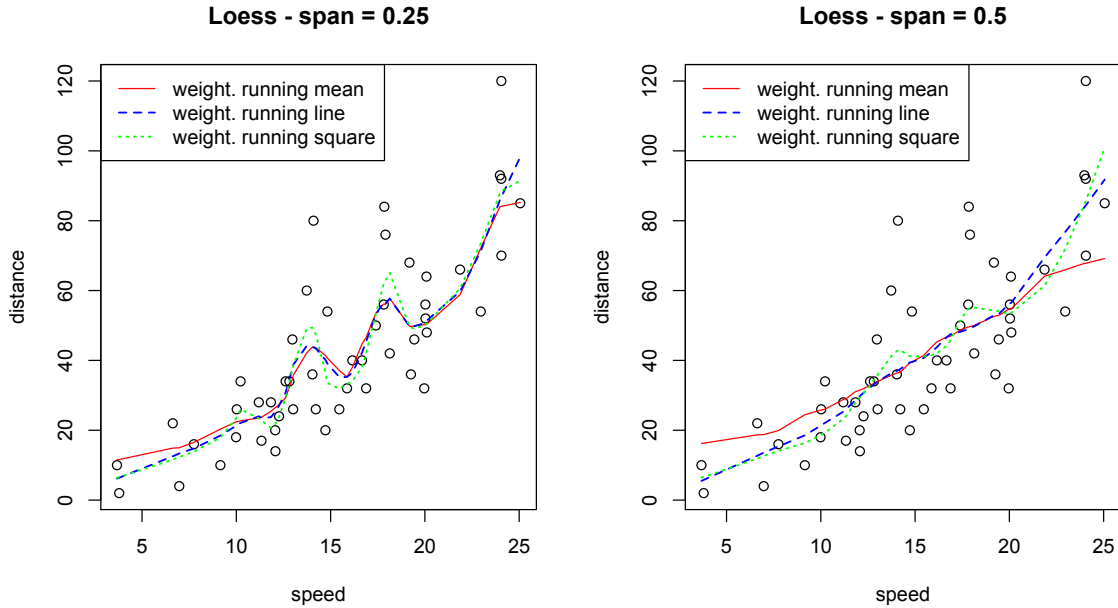 Loess - span = 0.25
weight. running mean
weight. running line
weight. running square
distance
0
20
40
60
80
100
120
5
10
15
20
25
speed
Loess - span = 0.5
weight. running mean
weight. running line
weight. running square
distance
0
20
40
60
80
100
120
5
10
15
20
25
speed